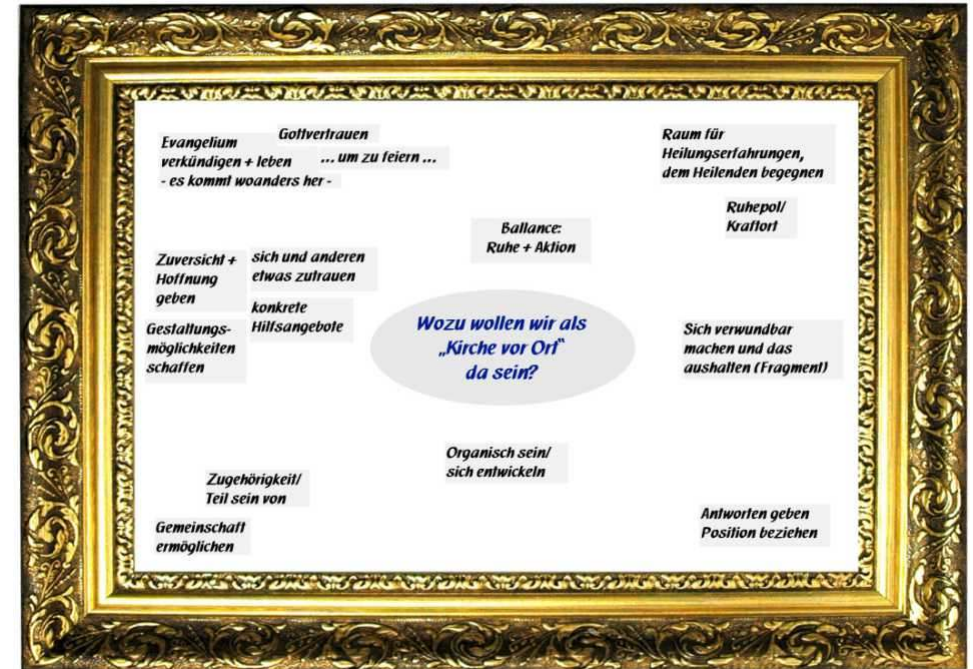 Evangelium
verkündigen + leben
- es kommt woanders her -
Gottvertrauen
... um zu feiern ...
Raum für
Heilungserfahrungen,
dem Heilenden begegnen
Ruhepol/
Kraftort
Ballance:
Ruhe + Aktion
Zuversicht +
Hoffnung
geben
sich und anderen
etwas zutrauen
konkrete
Hilfsangebote
Gestaltungs-
möglichkeiten
schaffen
Wozu wollen wir als
„Kirche vor Ort“
da sein?
Sich verwundbar
machen und das
aushalten (Fragment)
Organisch sein/
sich entwickeln
Zugehörigkeit/
Teil sein von
Gemeinschaft
ermöglichen
Antworten geben
Position beziehen